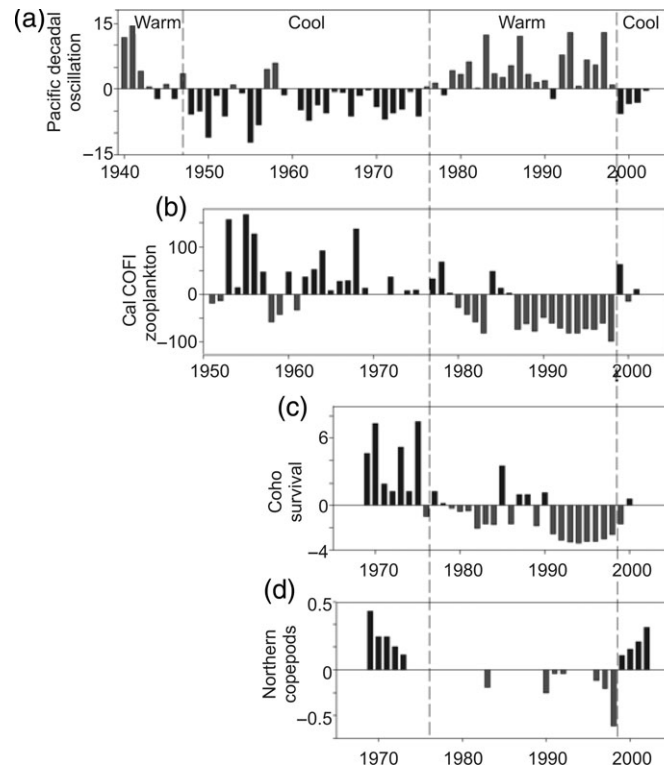 (a)
Warm Cool Warm Cool
Pacific decadal
oscillation
15
0
−15
1940 1950 1960 1970 1980 1990 2000
(b)
Cal COFI
zooplankton
100
0
−100
1950 1960 1970 1980 1990 2000
(c)
Coho
survival
6
0
−4
1970 1980 1990 2000
(d)
Northern
copepods
0.5
0
−0.5
1970 1980 1990 2000